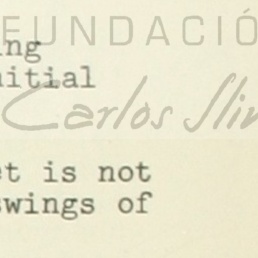 FUNDACIÓ
ng
nitial
Carlos Slim
et is not
swings of